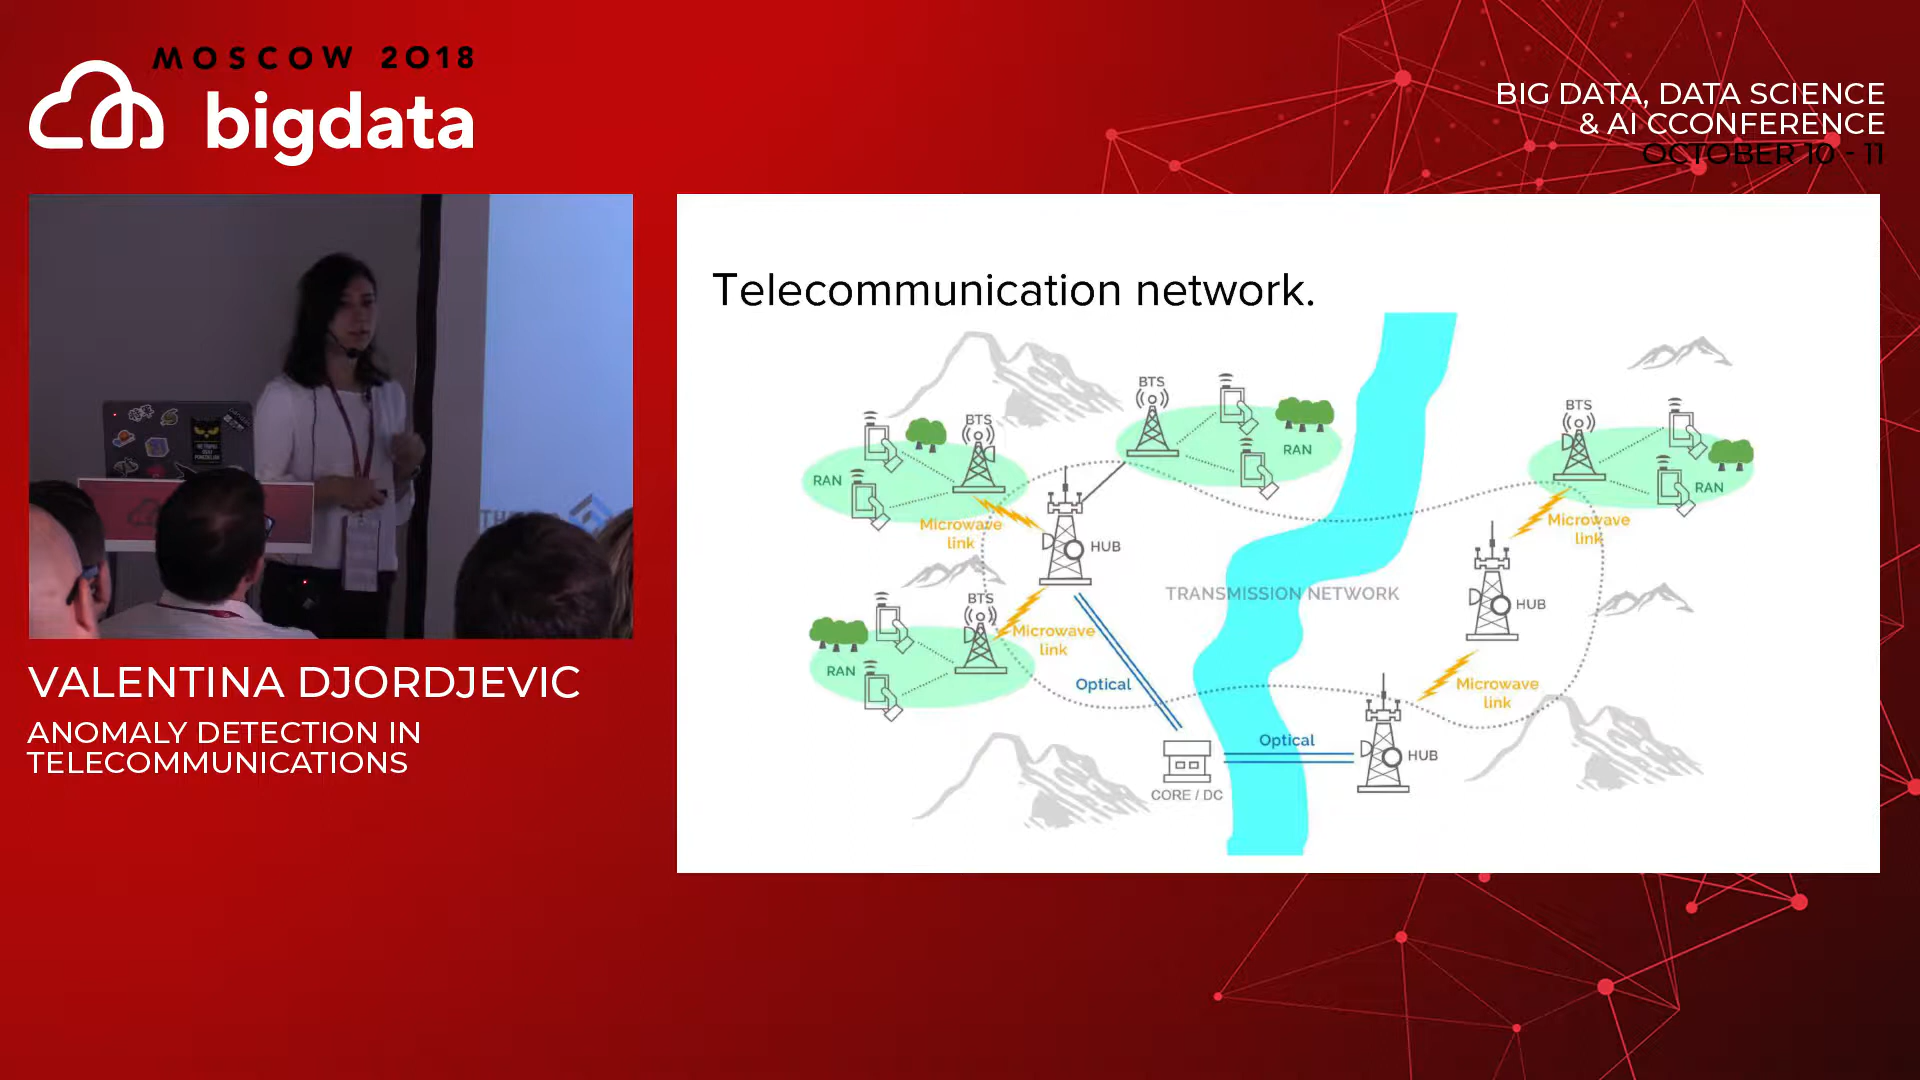 MOSCOW 2018
bigdata
BIG DATA, DATA SCIENCE
& AI CCONFERENCE
OCTOBER 10 - 11
VALENTINA DJORDJEVIC
ANOMALY DETECTION IN
TELECOMMUNICATIONS
Telecommunication network.
BTS
RAN
BTS
RAN
BTS
RAN
Microwave
link
HUB
Microwave
link
HUB
TRANSMISSION NETWORK
BTS
RAN
Microwave
link
Optical
Microwave
link
Optical
HUB
CORE / DC